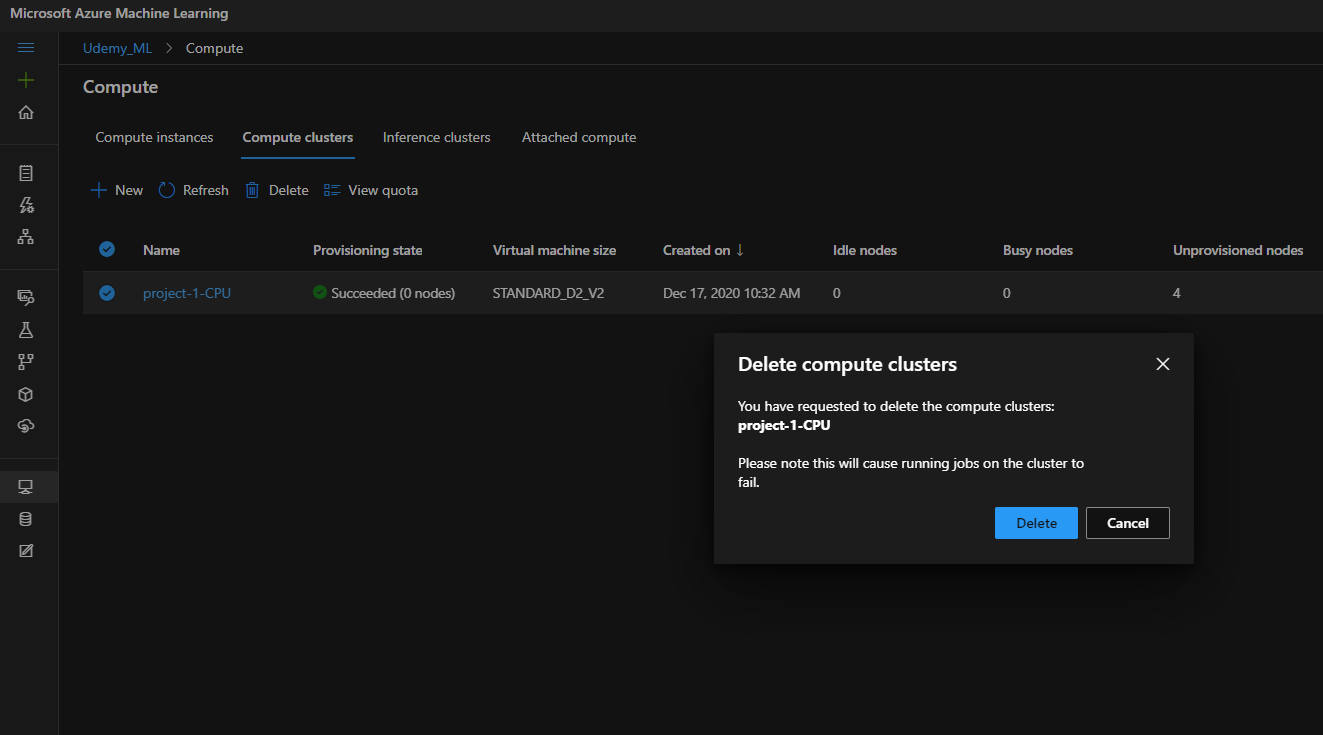 Microsoft Azure Machine Learning
Udemy_ML > Compute
Compute
Compute instances Compute clusters Inference clusters Attached compute
New Refresh Delete View quota
Name Provisioning state Virtual machine size Created on ↓ Idle nodes Busy nodes Unprovisioned nodes
project-1-CPU Succeeded (0 nodes) STANDARD_D2_V2 Dec 17, 2020 10:32 AM 0 0 4
Delete compute clusters
You have requested to delete the compute clusters:
project-1-CPU
Please note this will cause running jobs on the cluster to
fail.
Delete Cancel